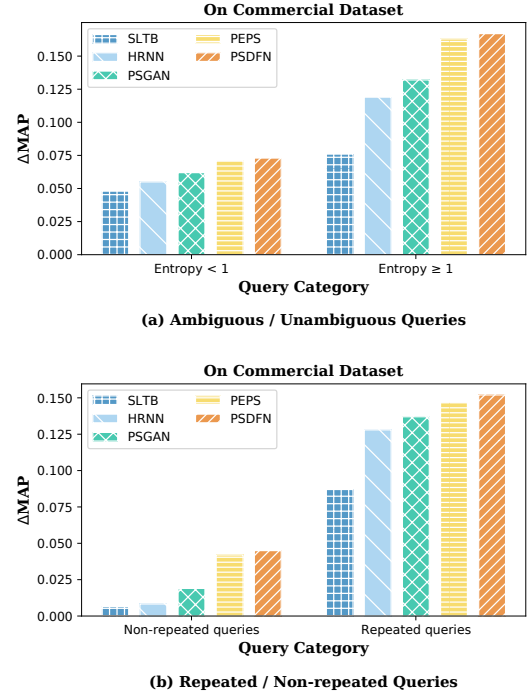 On Commercial Dataset
SLTB
HRNN
PSGAN
PEPS
PSDFN
0.150
0.125
0.100
0.075
0.050
0.025
0.000
ΔMAP
Entropy < 1
Entropy ≥ 1
Query Category
(a) Ambiguous / Unambiguous Queries
On Commercial Dataset
SLTB
HRNN
PSGAN
PEPS
PSDFN
0.150
0.125
0.100
0.075
0.050
0.025
0.000
ΔMAP
Non-repeated queries
Repeated queries
Query Category
(b) Repeated / Non-repeated Queries